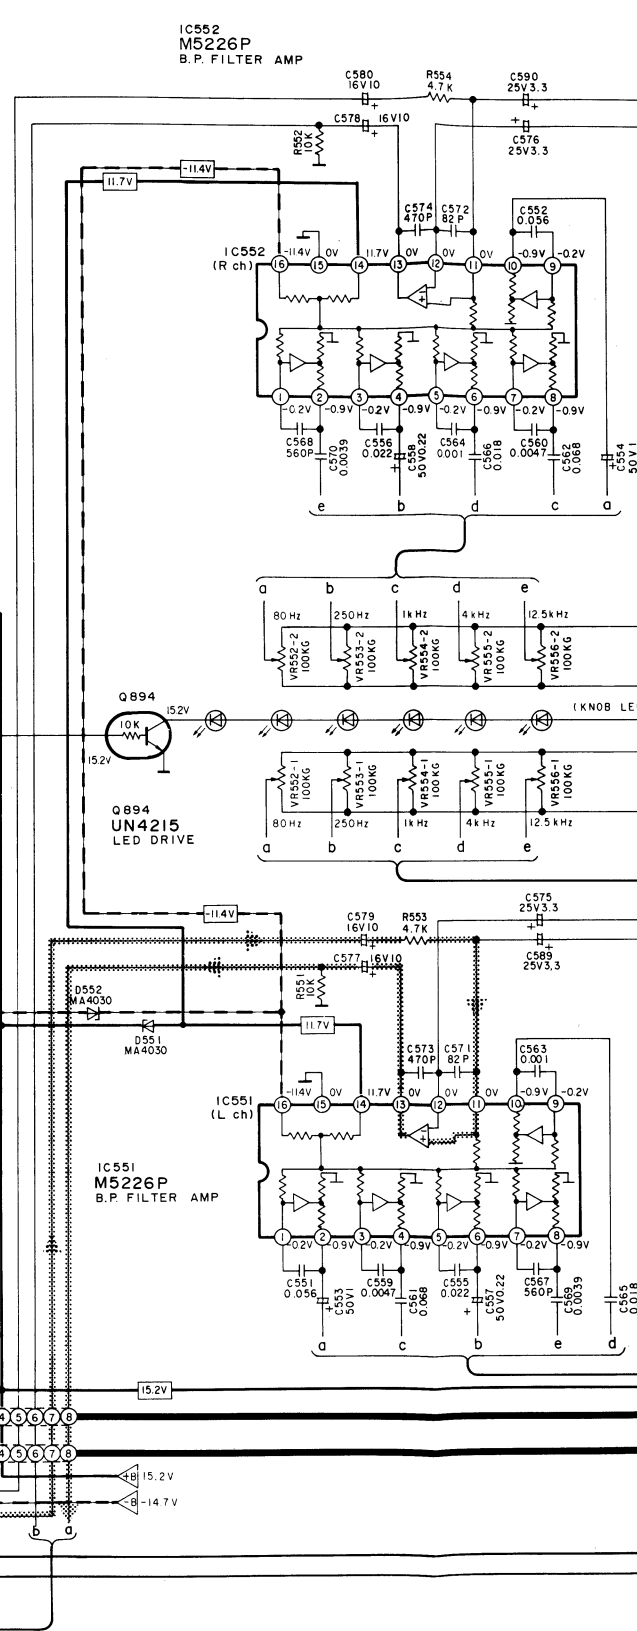 IC552
M5226P
B.P. FILTER AMP
C580
16V10
R554
4.7K
C590
25V3.3
C578 16V10
R552
10K
C576
25V3.3
-11.4V
11.7V
C574
470P
C572
82P
C552
0.056
IC552
(R ch)
-11.4V 0V 11.7V 0V 0V 0V -0.9V -0.2V
16 15 14 13 12 11 10 9
1 2 3 4 5 6 7 8
-0.2V -0.9V -0.2V -0.9V -0.2V -0.9V -0.2V -0.9V
C568
560P
C570
0.0039
C556
0.022
C558
50V0.22
C564
0.001
C566
0.018
C560
0.0047
C562
0.068
C554
50V1
e b d c a
a b c d e
80Hz 250Hz 1kHz 4kHz 12.5kHz
VR552-2
100KG
VR553-2
100KG
VR554-2
100KG
VR555-2
100KG
VR556-2
100KG
Q894
15.2V
10K
15.2V
(KNOB LE
VR552-1
100KG
VR553-1
100KG
VR554-1
100KG
VR555-1
100KG
VR556-1
100KG
Q894
UN4215
LED DRIVE
a b c d e
80Hz 250Hz 1kHz 4kHz 12.5kHz
-11.4V
C579
16V10
R553
4.7K
C575
25V3.3
C577 16V10
C589
25V3.3
R551
10K
D552
MA4030
D551
MA4030
11.7V
C573
470P
C571
82P
C563
0.001
IC551
(L ch)
-11.4V 0V 11.7V 0V 0V 0V -0.9V -0.2V
16 15 14 13 12 11 10 9
IC551
M5226P
B.P. FILTER AMP
1 2 3 4 5 6 7 8
-0.2V -0.9V -0.2V -0.9V -0.2V -0.9V -0.2V -0.9V
C551
0.056
C553
50V1
C559
0.0047
C561
0.068
C555
0.022
C557
50V0.22
C567
560P
C569
0.0039
C565
0.018
a c b e d
15.2V
4 5 6 7 8
4 5 6 7 8
+B 15.2V
-B -14.7V
b a